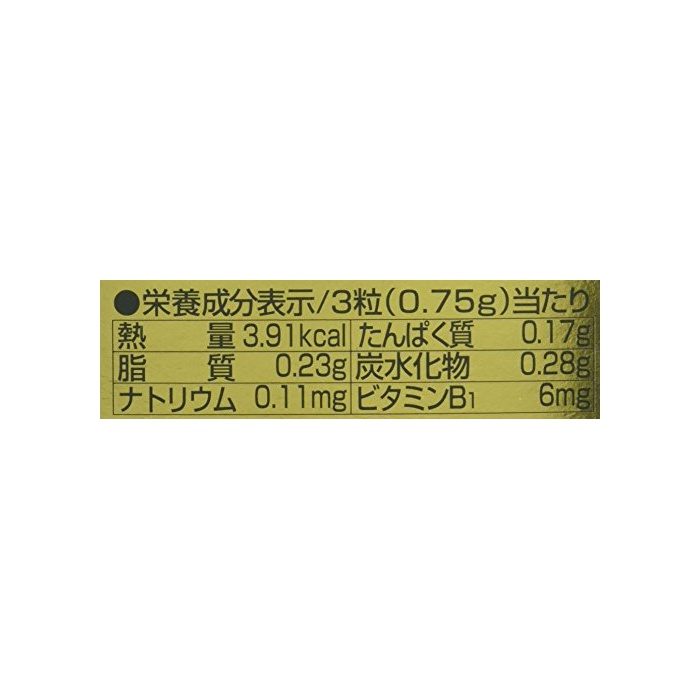 ●栄養成分表示/3粒(0.75g)当たり
熱量 3.91kcal たんぱく質 0.17g
脂質 0.23g 炭水化物 0.28g
ナトリウム 0.11mg ビタミンB1 6mg